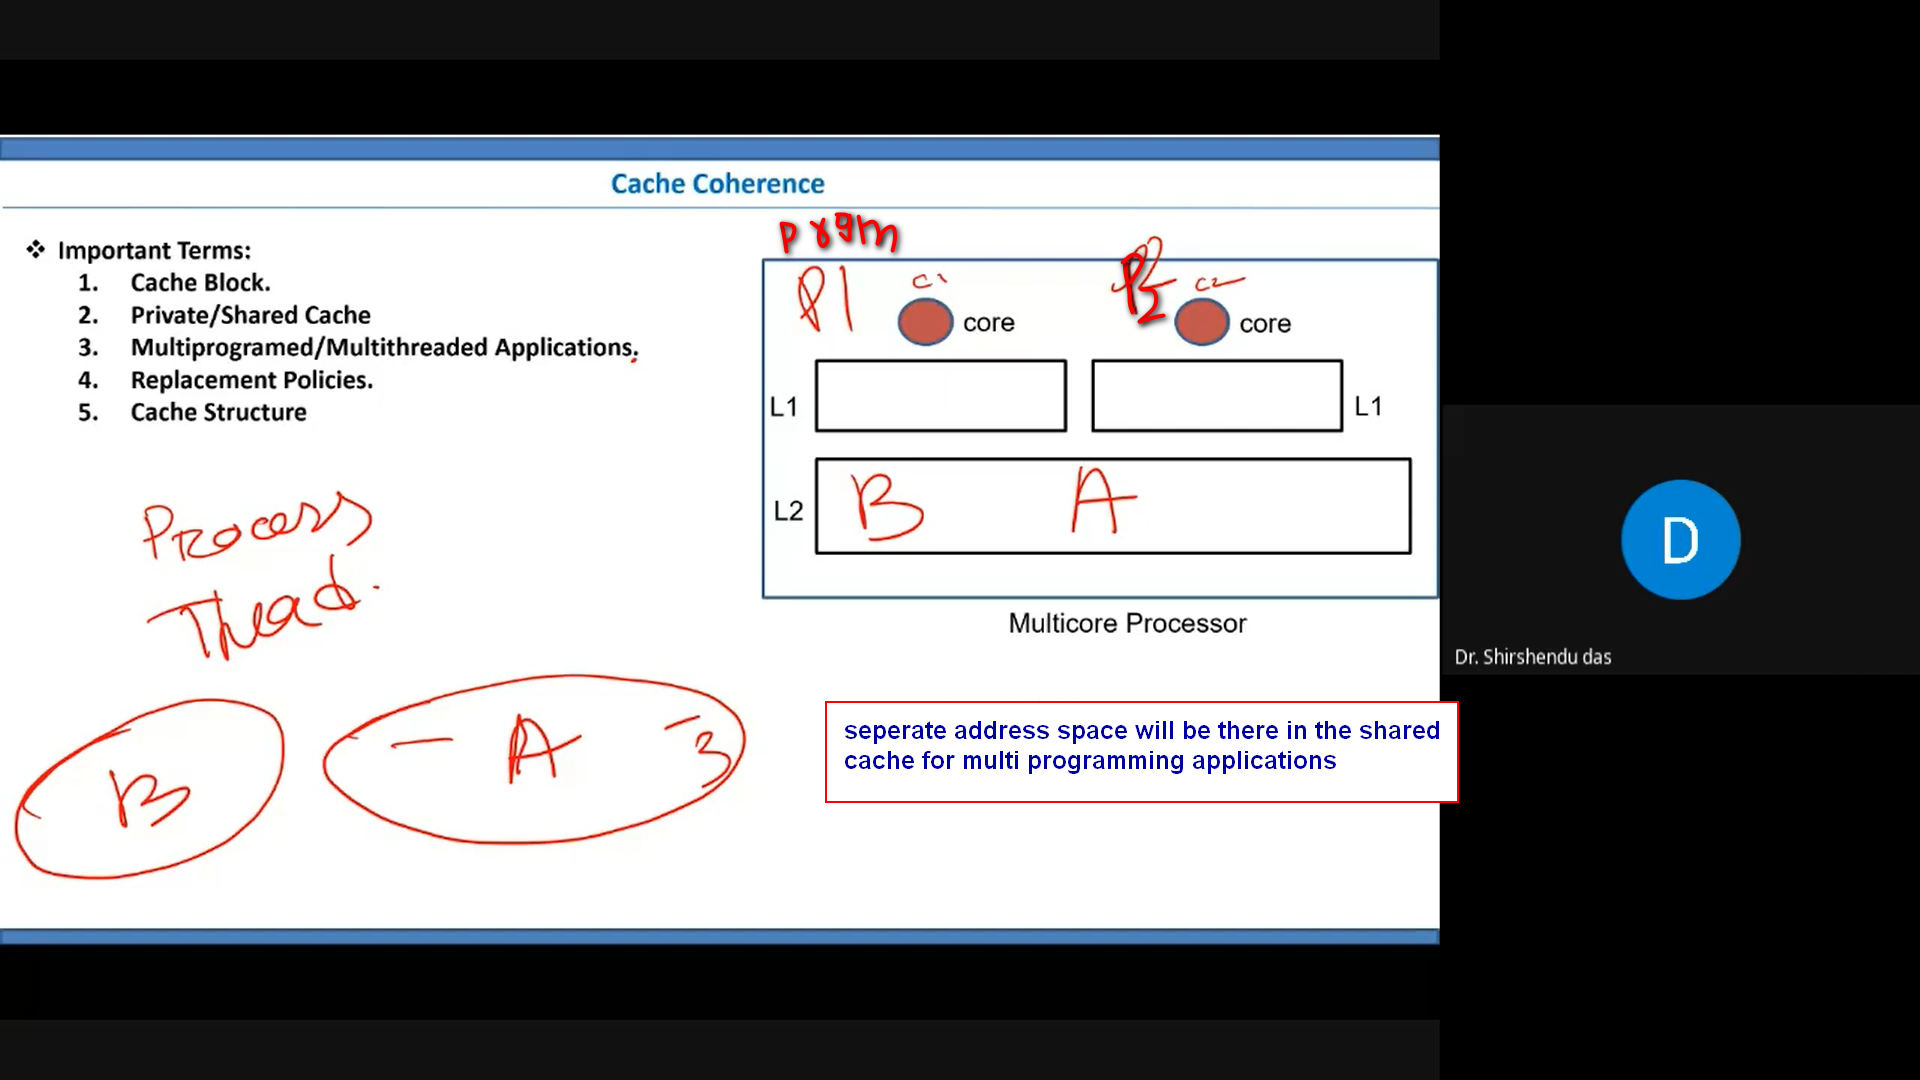 Cache Coherence
❖ Important Terms:
1. Cache Block.
2. Private/Shared Cache
3. Multiprogramed/Multithreaded Applications.
4. Replacement Policies.
5. Cache Structure
Process
Thread.
B
A
prgm
P1
C1
core
P2
C2
core
L1
L1
L2
B A
Multicore Processor
seperate address space will be there in the shared
cache for multi programming applications
D
Dr. Shirshendu das